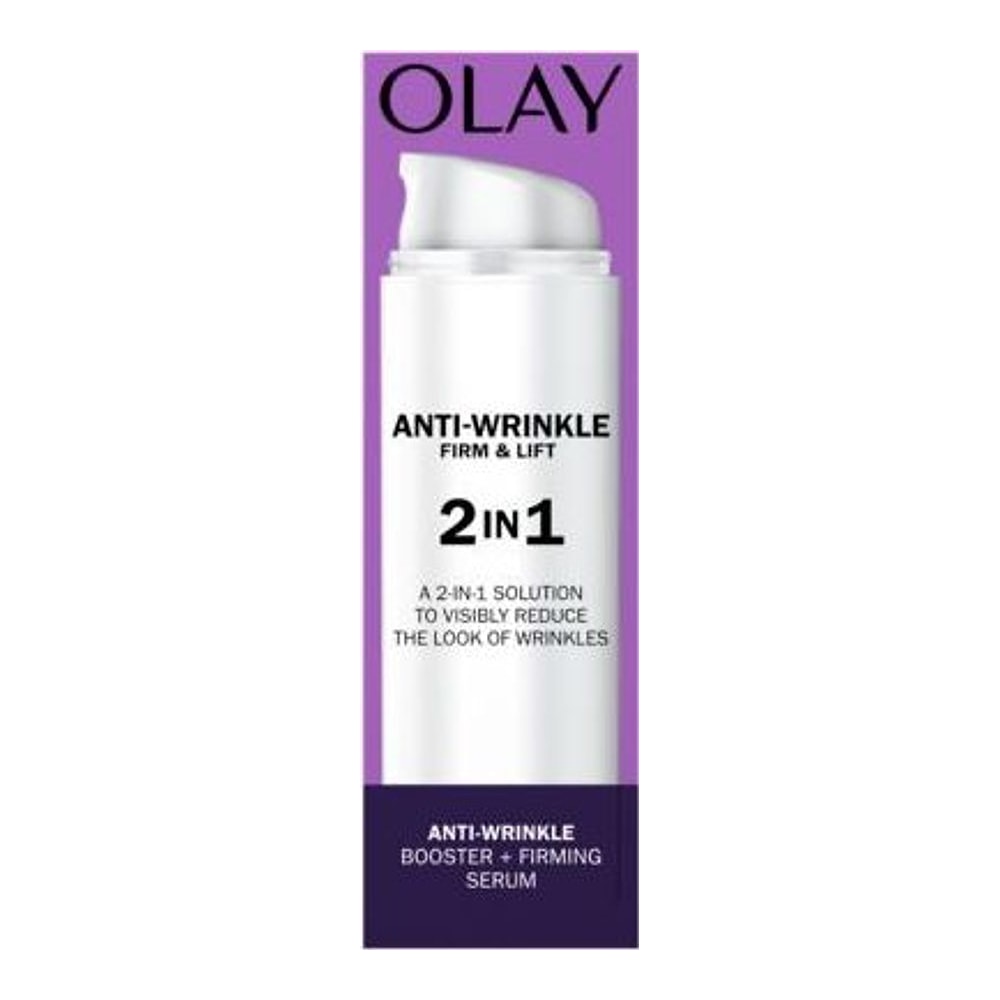 OLAY
ANTI-WRINKLE
FIRM & LIFT
2 IN 1
A 2-IN-1 SOLUTION
TO VISIBLY REDUCE
THE LOOK OF WRINKLES
ANTI-WRINKLE
BOOSTER + FIRMING
SERUM